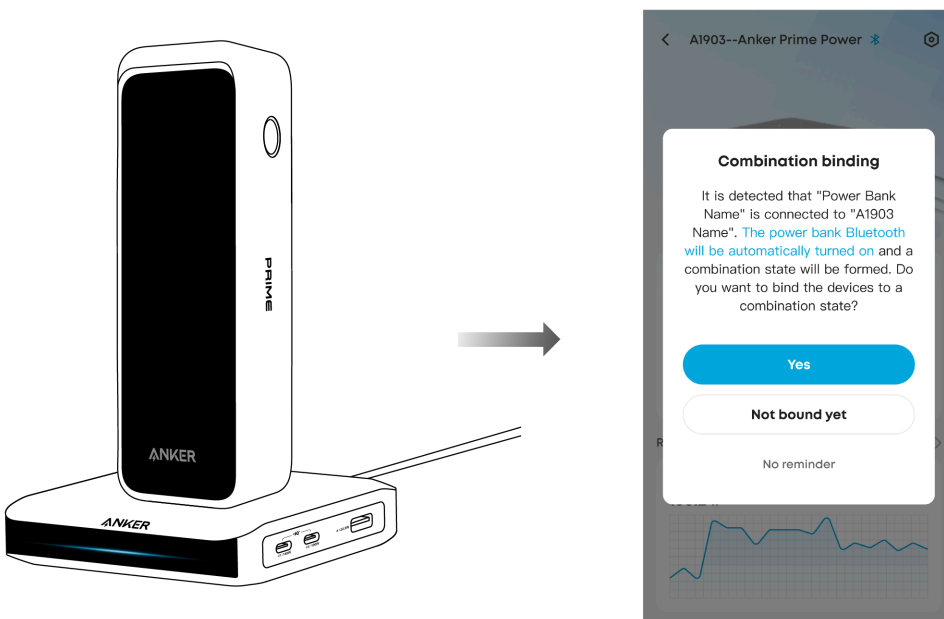 PRIME
ANKER
ANKER
A1903--Anker Prime Power
Combination binding
It is detected that "Power Bank
Name" is connected to "A1903
Name". The power bank Bluetooth
will be automatically turned on and a
combination state will be formed. Do
you want to bind the devices to a
combination state?
Yes
Not bound yet
No reminder